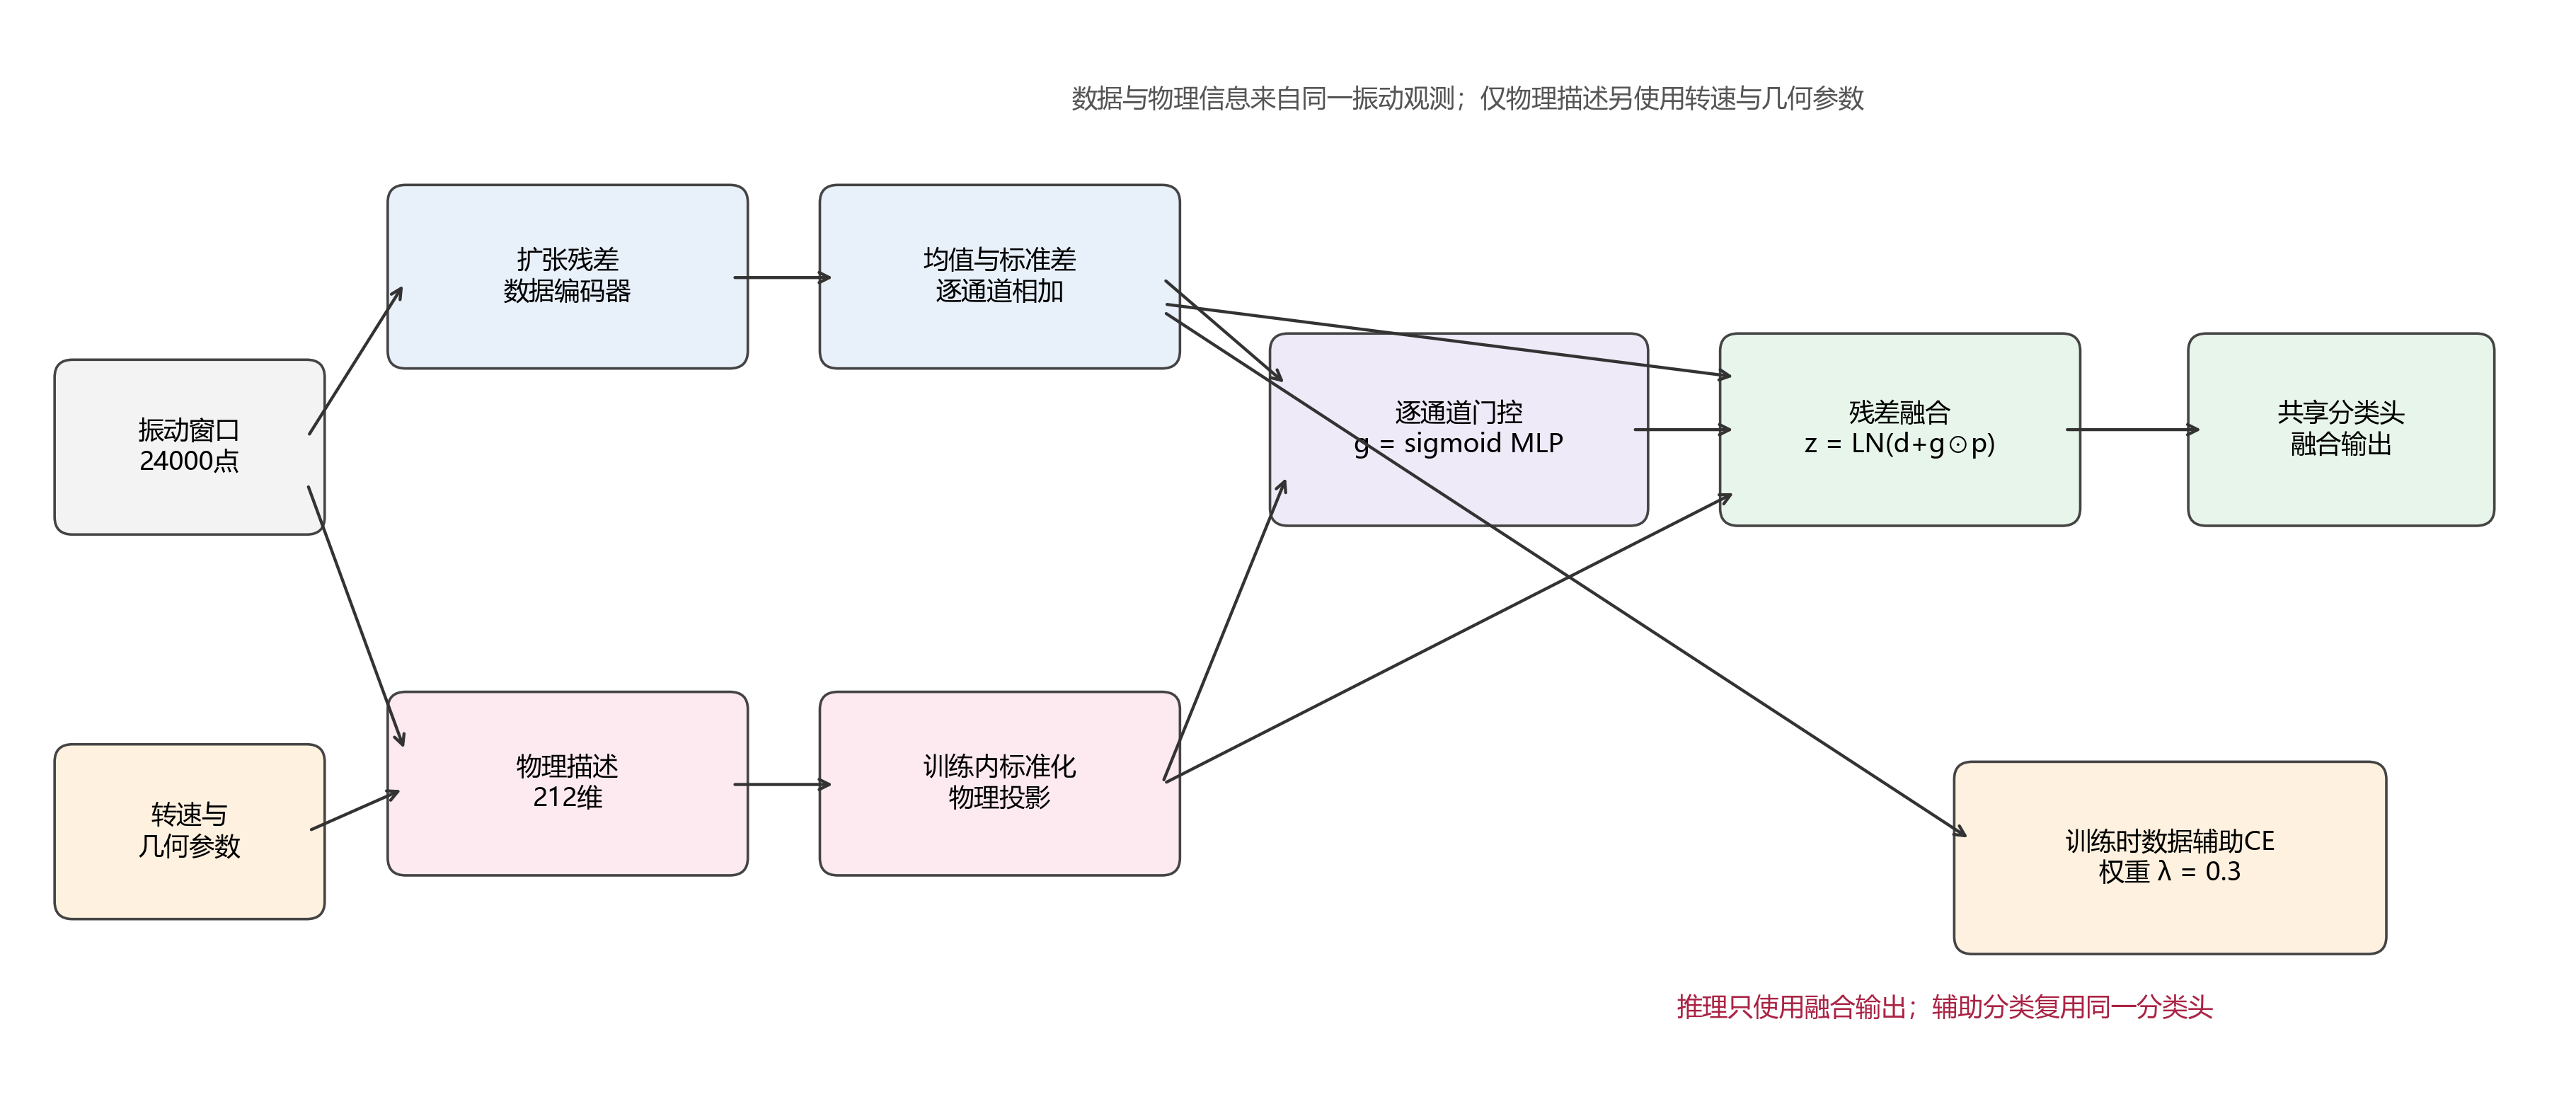 数据与物理信息来自同一振动观测；仅物理描述另使用转速与几何参数
扩张残差
数据编码器
均值与标准差
逐通道相加
振动窗口
24000点
逐通道门控
g = sigmoid MLP
残差融合
z = LN(d+g⊙p)
共享分类头
融合输出
物理描述
212维
训练内标准化
物理投影
转速与
几何参数
训练时数据辅助CE
权重 λ = 0.3
推理只使用融合输出；辅助分类复用同一分类头